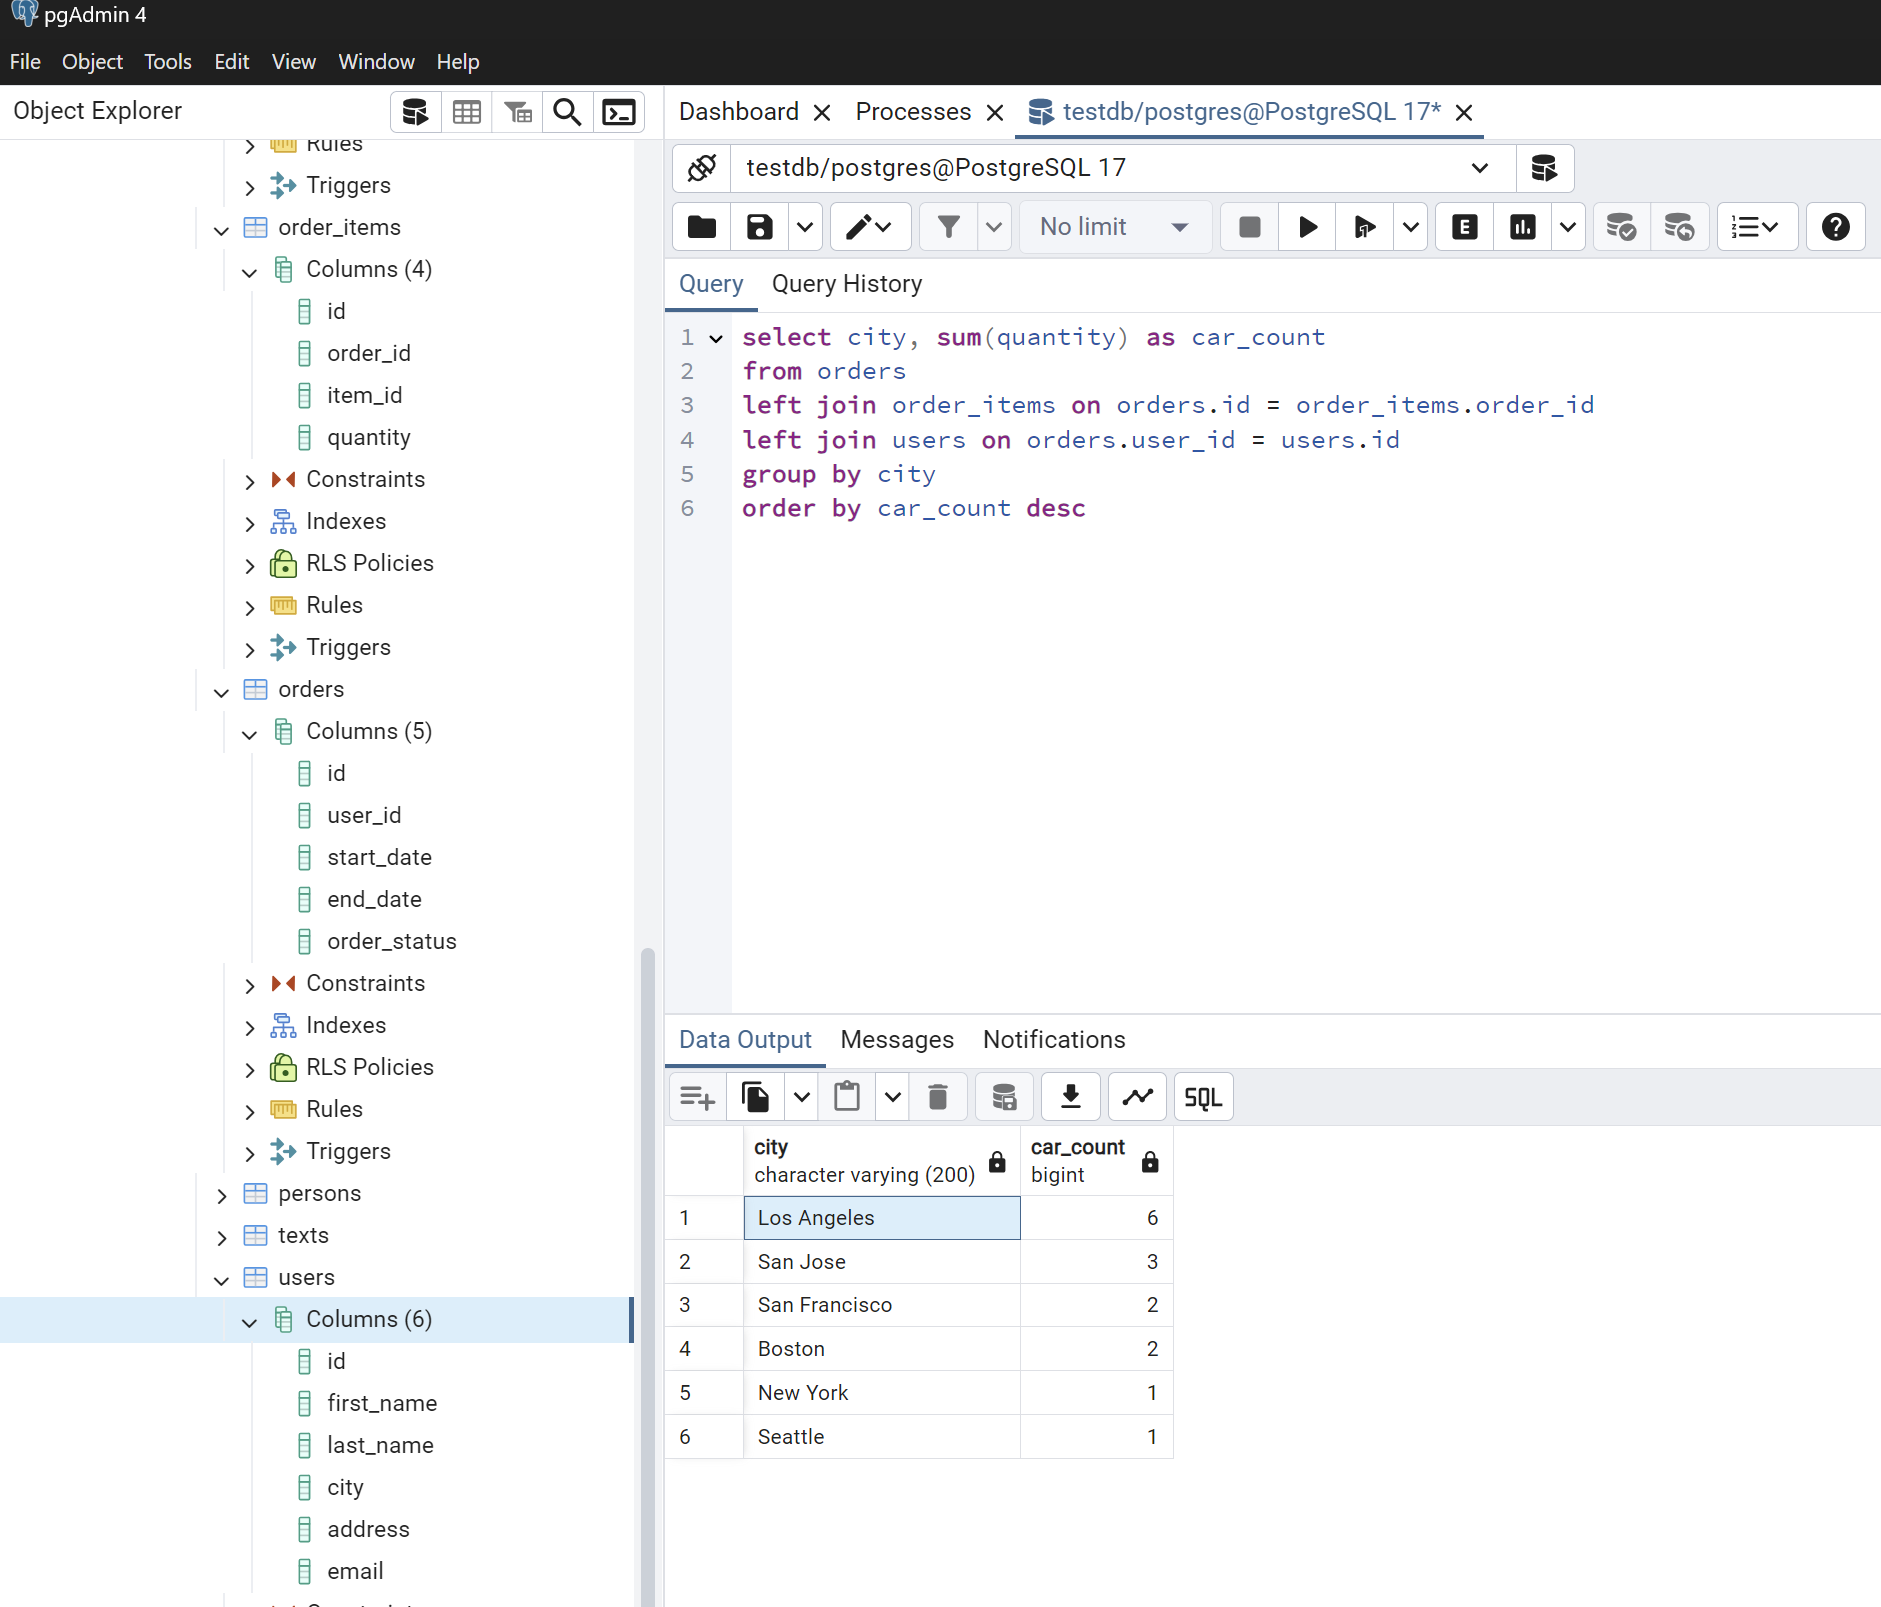 pgAdmin 4
File Object Tools Edit View Window Help
Object Explorer
Rules
Triggers
order_items
Columns (4)
id
order_id
item_id
quantity
Constraints
Indexes
RLS Policies
Rules
Triggers
orders
Columns (5)
id
user_id
start_date
end_date
order_status
Constraints
Indexes
RLS Policies
Rules
Triggers
persons
texts
users
Columns (6)
id
first_name
last_name
city
address
email
Dashboard Processes testdb/postgres@PostgreSQL 17*
testdb/postgres@PostgreSQL 17
No limit E
Query Query History
1 select city, sum(quantity) as car_count
2 from orders
3 left join order_items on orders.id = order_items.order_id
4 left join users on orders.user_id = users.id
5 group by city
6 order by car_count desc
Data Output Messages Notifications
SQL
city car_count
character varying (200) bigint
1 Los Angeles 6
2 San Jose 3
3 San Francisco 2
4 Boston 2
5 New York 1
6 Seattle 1